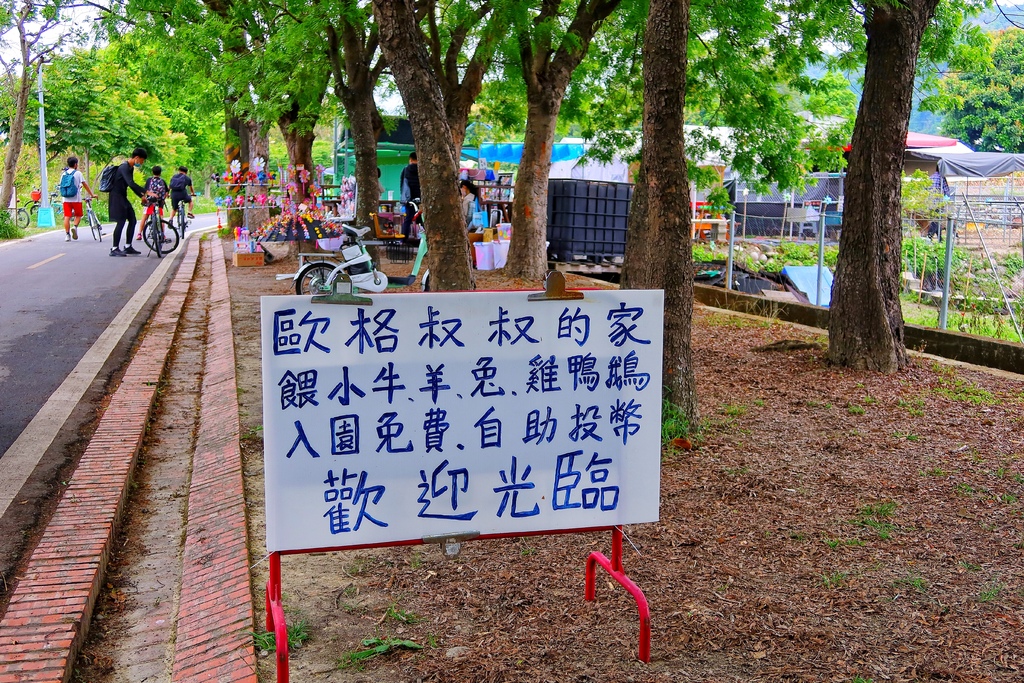 歐格叔叔的家
餵小牛、羊、兔、雞鴨鵝
入園免費、自助投幣
歡迎光臨